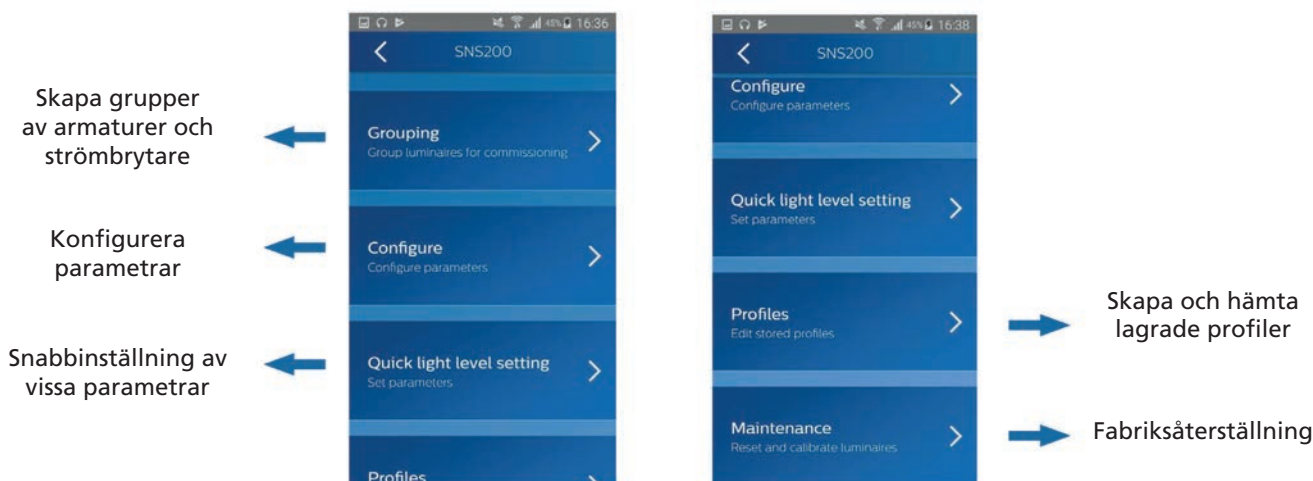 Skapa grupper
av armaturer och
strömbrytare
Konfigurera
parametrar
Snabbinställning av
vissa parametrar
45% 16:36
SNS200
Grouping
Group luminaires for commissioning
Configure
Configure parameters
Quick light level setting
Set parameters
Profiles
45% 16:38
SNS200
Configure
Configure parameters
Quick light level setting
Set parameters
Profiles
Edit stored profiles
Maintenance
Reset and calibrate luminaires
Skapa och hämta
lagrade profiler
Fabriksåterställning